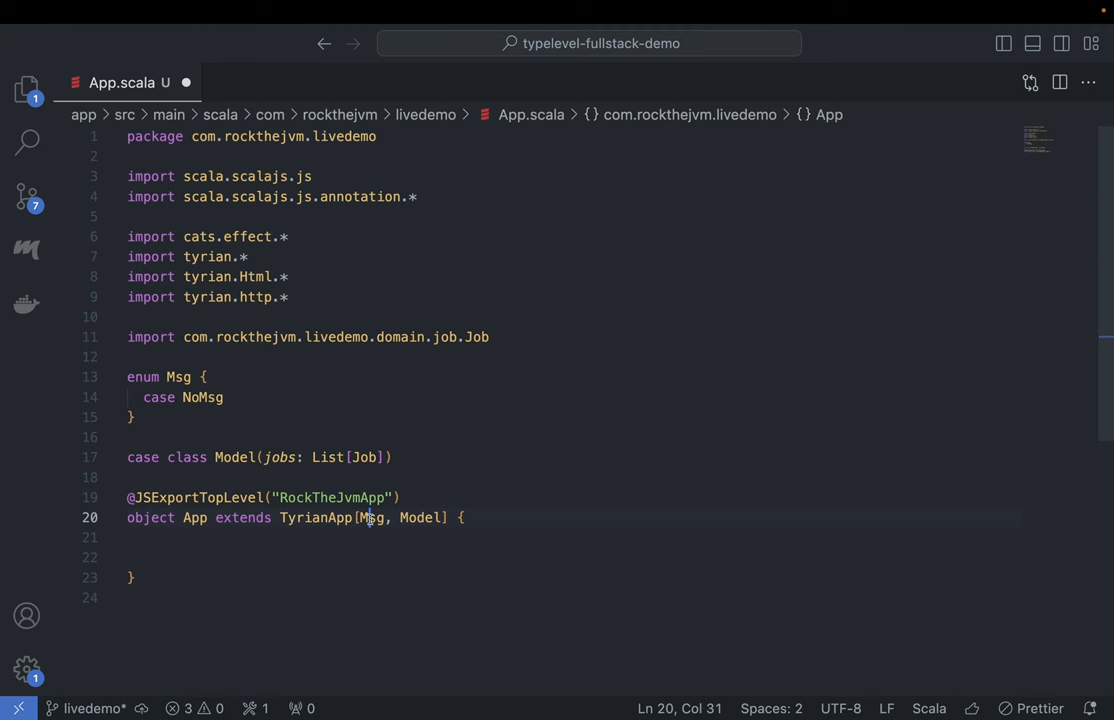 typelevel-fullstack-demo
App.scala U
app > src > main > scala > com > rockthejvm > livedemo > App.scala > {} com.rockthejvm.livedemo > {} App
1 package com.rockthejvm.livedemo
2
3 import scala.scalajs.js
4 import scala.scalajs.js.annotation.*
5
6 import cats.effect.*
7 import tyrian.*
8 import tyrian.Html.*
9 import tyrian.http.*
10
11 import com.rockthejvm.livedemo.domain.job.Job
12
13 enum Msg {
14 case NoMsg
15 }
16
17 case class Model(jobs: List[Job])
18
19 @JSExportTopLevel("RockTheJvmApp")
20 object App extends TyrianApp[Msg, Model] {
21
22
23 }
24
1
7
1
livedemo* 3 0 1 0 Ln 20, Col 31 Spaces: 2 UTF-8 LF Scala Prettier